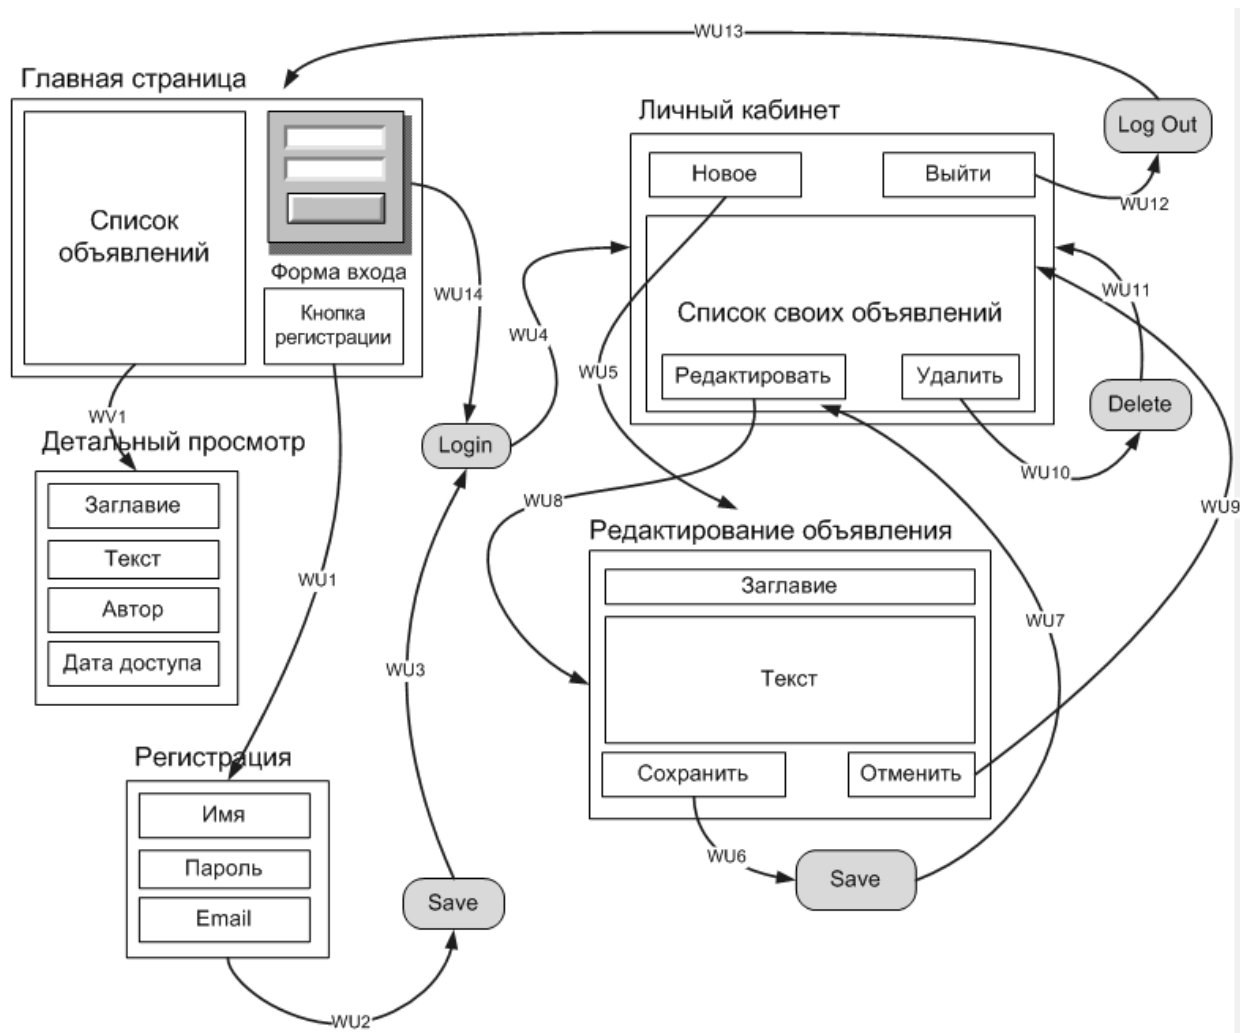 WU13
Главная страница
Личный кабинет
Log Out
Новое
Выйти
WU12
Список
объявлений
Форма входа
Кнопка
регистрации
WU14
WU4
WU11
Список своих объявлений
WU5
Редактировать
Удалить
Delete
WV1
Login
Детальный просмотр
WU10
WU8
WU9
Заглавие
Текст
Автор
Дата доступа
Редактирование объявления
Заглавие
WU1
WU7
WU3
Текст
Регистрация
Сохранить
Отменить
Имя
Пароль
Email
WU6
Save
Save
WU2